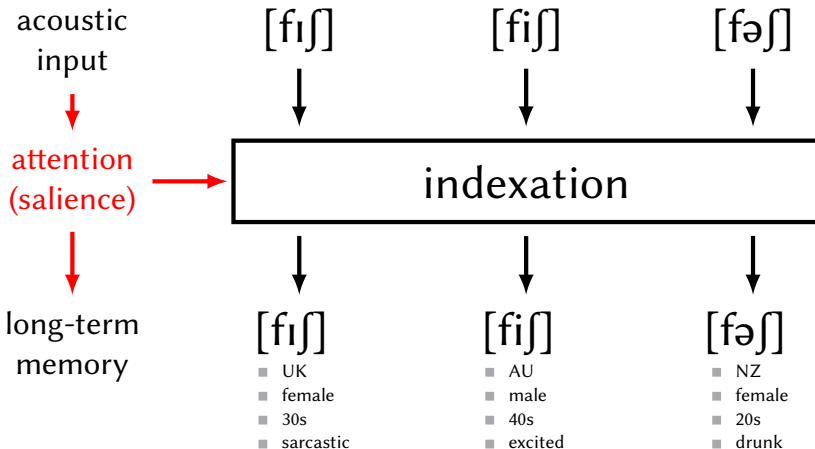 acoustic
input
[fɪʃ]
[fiʃ]
[fəʃ]
attention
(salience)
indexation
long-term
memory
[fɪʃ]
UK
female
30s
sarcastic
[fiʃ]
AU
male
40s
excited
[fəʃ]
NZ
female
20s
drunk